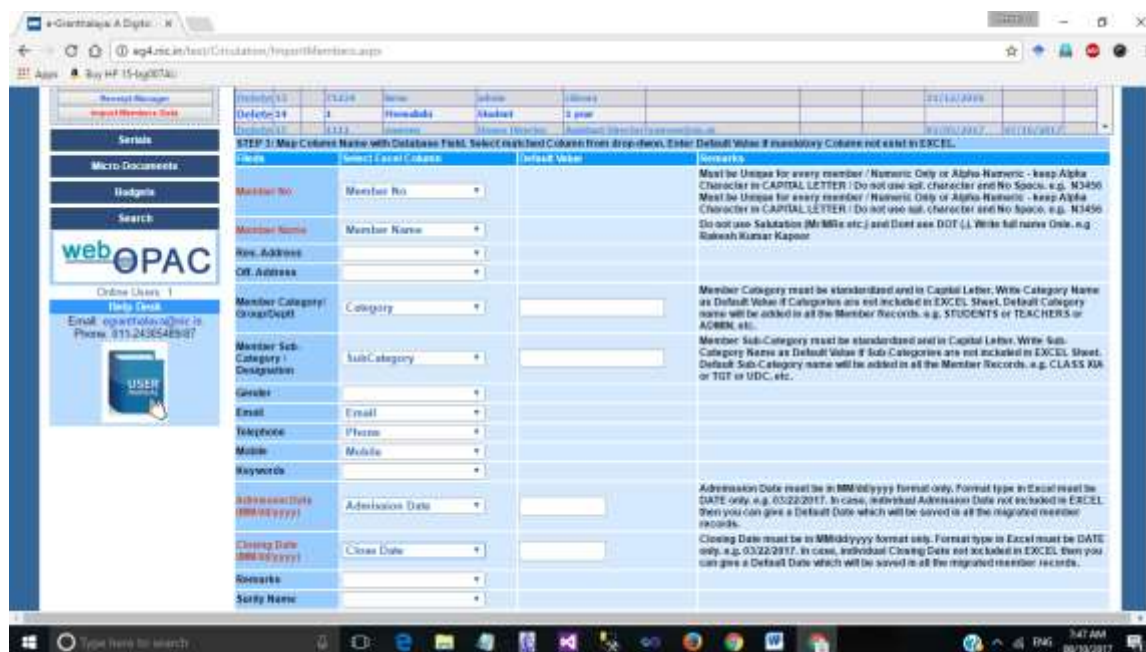 e-Granthalaya: A Digita
eg4.nic.in/text/Circulation/ImportMembers.aspx
Apps Buy HP 15-bg007AU
Receipt Manager
Import Members Data
Serials
Micro-Documents
Budgets
Search
web OPAC
Online Users: 1
Help Desk
USER MANUAL
Delete 14 Hemalatha Student 1 year
STEP 3: Map Column Name with Database Field. Select matched Column from drop-dwon. Enter Default Value if mandatory Column not exist in EXCEL.
Fileds Select Excel Column Default Value Remarks
Member No Member No Must be Unique for every member / Numeric Only or Alpha-Numeric - keep Alpha
Character in CAPITAL LETTER / Do not use spl. character and No Space. e.g. N3456
Must be Unique for every member / Numeric Only or Alpha-Numeric - keep Alpha
Character in CAPITAL LETTER / Do not use spl. character and No Space. e.g. N3456
Member Name Member Name Do not use Salutation (Mr/MRs etc.) and Dont use DOT (.), Write full name Only. e.g
Rakesh Kumar Kapoor
Res. Address
Off. Address
Member Category/ Group/Deptt Category Member Category must be standardized and in Capital Letter. Write Category Name
as Default Value if Categories are not included in EXCEL Sheet. Default Category
name will be added in all the Member Records. e.g. STUDENTS or TEACHERS or
ADMIN, etc.
Member Sub-Category / Designation SubCategory Member Sub-Category must be standardized and in Capital Letter. Write Sub-
Category Name as Default Value if Sub-Categories are not included in EXCEL Sheet.
Default Sub-Category name will be added in all the Member Records. e.g. CLASS XIA
or TGT or UDC, etc.
Gender
Email Email
Telephone Phone
Mobile Mobile
Keywords
Admission Date (MM/dd/yyyy) Admission Date Admission Date must be in MM/dd/yyyy format only. Format type in Excel must be
DATE only. e.g. 03/22/2017. In case, individual Admission Date not included in EXCEL
then you can give a Default Date which will be saved in all the migrated member
records.
Closing Date (MM/dd/yyyy) Close Date Closing Date must be in MM/dd/yyyy format only. Format type in Excel must be DATE
only. e.g. 03/22/2017. In case, individual Closing Date not included in EXCEL then you
can give a Default Date which will be saved in all the migrated member records.
Remarks
Surity Name
Type here to search
ENG 7:47 AM
06/10/2017